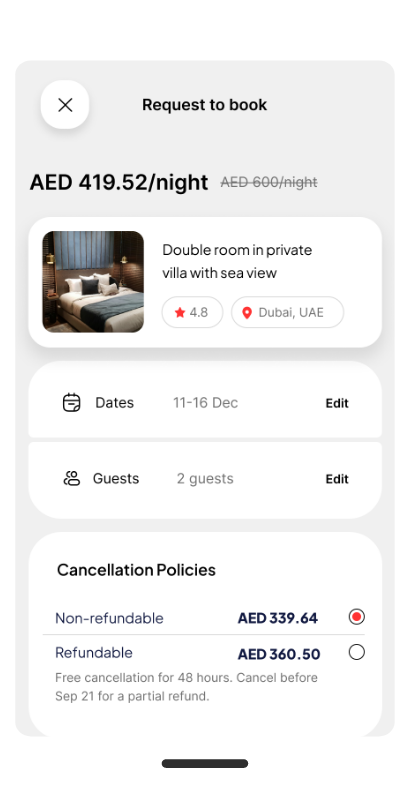 Request to book
AED 419.52/night AED 600/night
Double room in private
villa with sea view
4.8 Dubai, UAE
Dates 11-16 Dec Edit
Guests 2 guests Edit
Cancellation Policies
Non-refundable AED 339.64
Refundable AED 360.50
Free cancellation for 48 hours. Cancel before
Sep 21 for a partial refund.